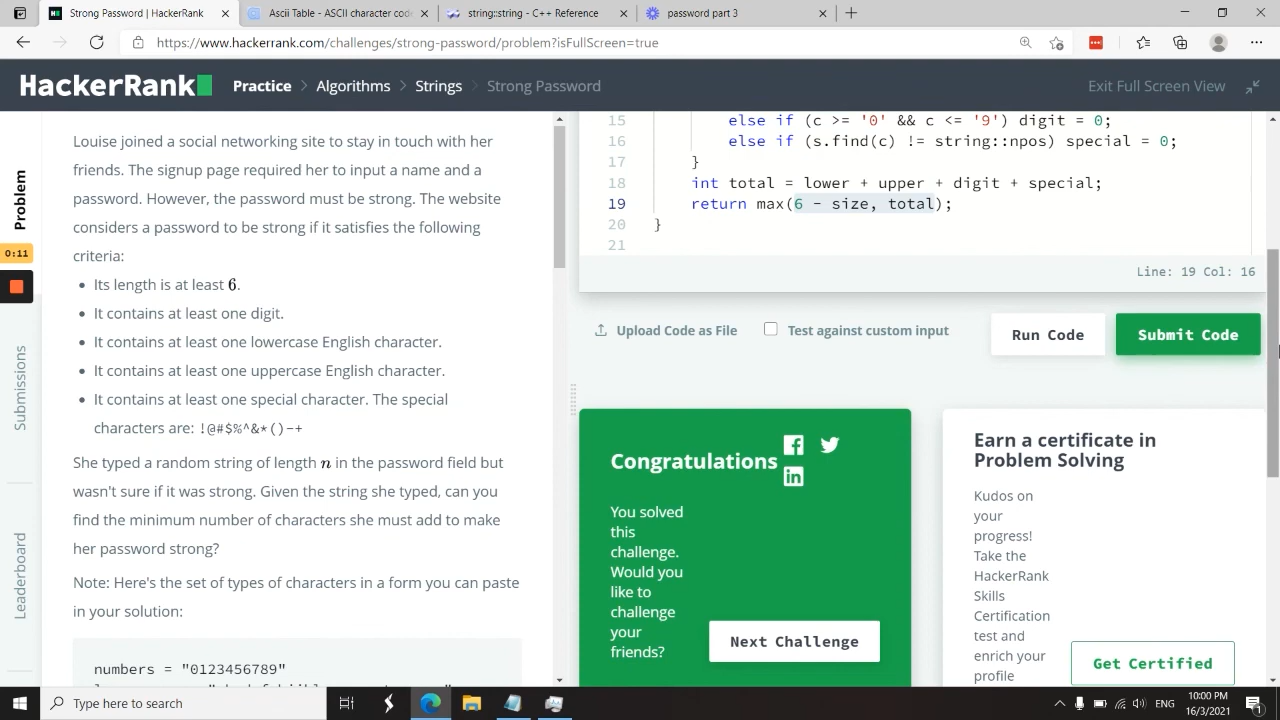 Strong Password | HackerRank
Ascii Table - ASCII character cod
string::string - C++ Reference
password part 3
https://www.hackerrank.com/challenges/strong-password/problem?isFullScreen=true
HackerRank
Practice > Algorithms > Strings > Strong Password
Exit Full Screen View
Problem
Submissions
Leaderboard
0:11
Louise joined a social networking site to stay in touch with her
friends. The signup page required her to input a name and a
password. However, the password must be strong. The website
considers a password to be strong if it satisfies the following
criteria:
• Its length is at least 6.
• It contains at least one digit.
• It contains at least one lowercase English character.
• It contains at least one uppercase English character.
• It contains at least one special character. The special
characters are: !@#$%^&*()-+
She typed a random string of length n in the password field but
wasn't sure if it was strong. Given the string she typed, can you
find the minimum number of characters she must add to make
her password strong?
Note: Here's the set of types of characters in a form you can paste
in your solution:
numbers = "0123456789"
15 else if (c >= '0' && c <= '9') digit = 0;
16 else if (s.find(c) != string::npos) special = 0;
17 }
18 int total = lower + upper + digit + special;
19 return max(6 - size, total);
20 }
21
Line: 19 Col: 16
Upload Code as File
Test against custom input
Run Code
Submit Code
Congratulations
You solved
this
challenge.
Would you
like to
challenge
your
friends?
Next Challenge
Earn a certificate in
Problem Solving
Kudos on
your
progress!
Take the
HackerRank
Skills
Certification
test and
enrich your
profile
Get Certified
Type here to search
ENG
10:00 PM
16/3/2021
1